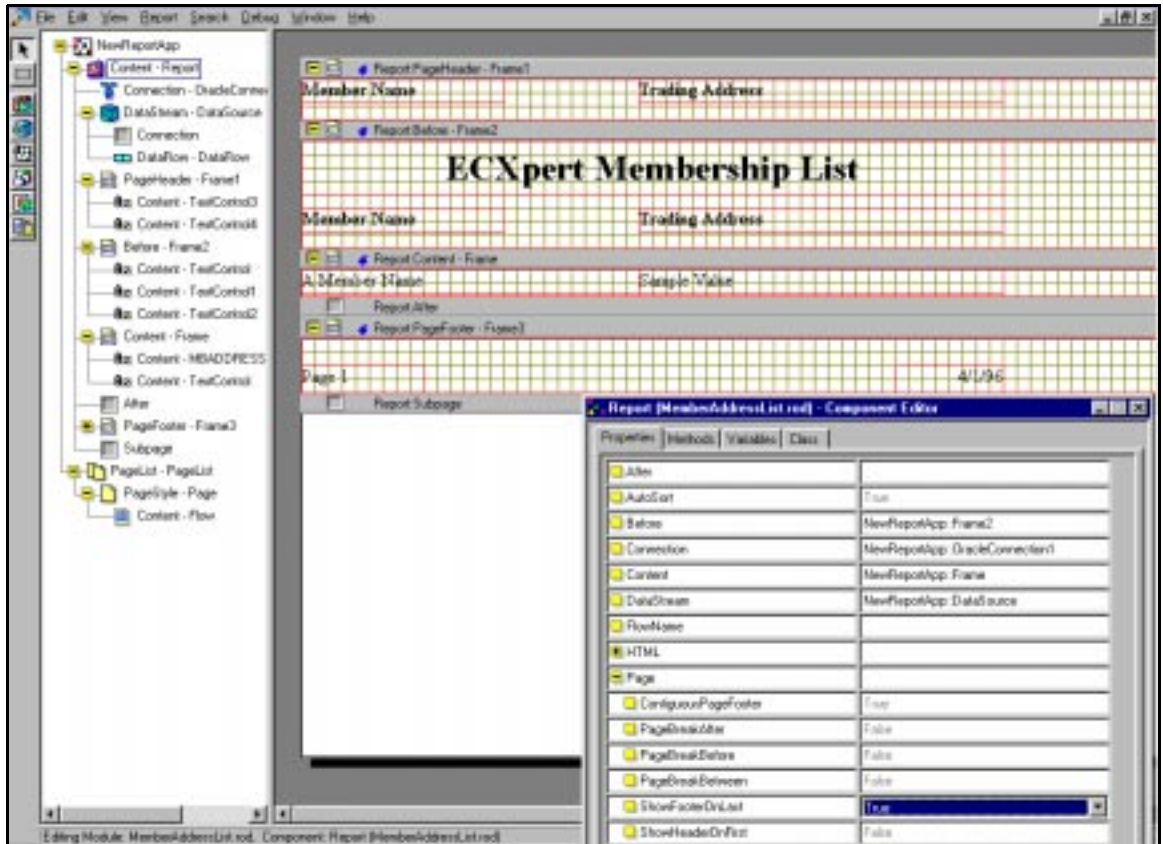 File Edit View Report Search Debug Window Help
NewReportApp
Content - Report
Connection - OracleConne
DataStream - DataSource
Connection
DataRow - DataRow
PageHeader - Frame1
Content - TextControl3
Content - TextControl4
Before - Frame2
Content - TextControl
Content - TextControl1
Content - TextControl2
Content - Frame
Content - MBADDRESS
Content - TextControl
After
PageFooter - Frame3
Subpage
PageList - PageList
PageStyle - Page
Content - Flow
Report:PageHeader - Frame1
Member Name Trading Address
Report:Before - Frame2
ECXpert Membership List
Member Name Trading Address
Report:Content - Frame
A Member Name Sample Value
Report:After
Report:PageFooter - Frame3
Page 1 4/1/96
Report:Subpage
Report (MemberAddressList.rod) - Component Editor
Properties Methods Variables Class
After
AutoSort True
Before NewReportApp::Frame2
Connection NewReportApp::OracleConnection1
Content NewReportApp::Frame
DataStream NewReportApp::DataSource
FlowName
HTML
Page
ContiguousPageFooter True
PageBreakAfter False
PageBreakBefore False
PageBreakBetween False
ShowFooterOnLast True
ShowHeaderOnFirst False
Editing Module: MemberAddressList.rod, Component: Report (MemberAddressList.rod)